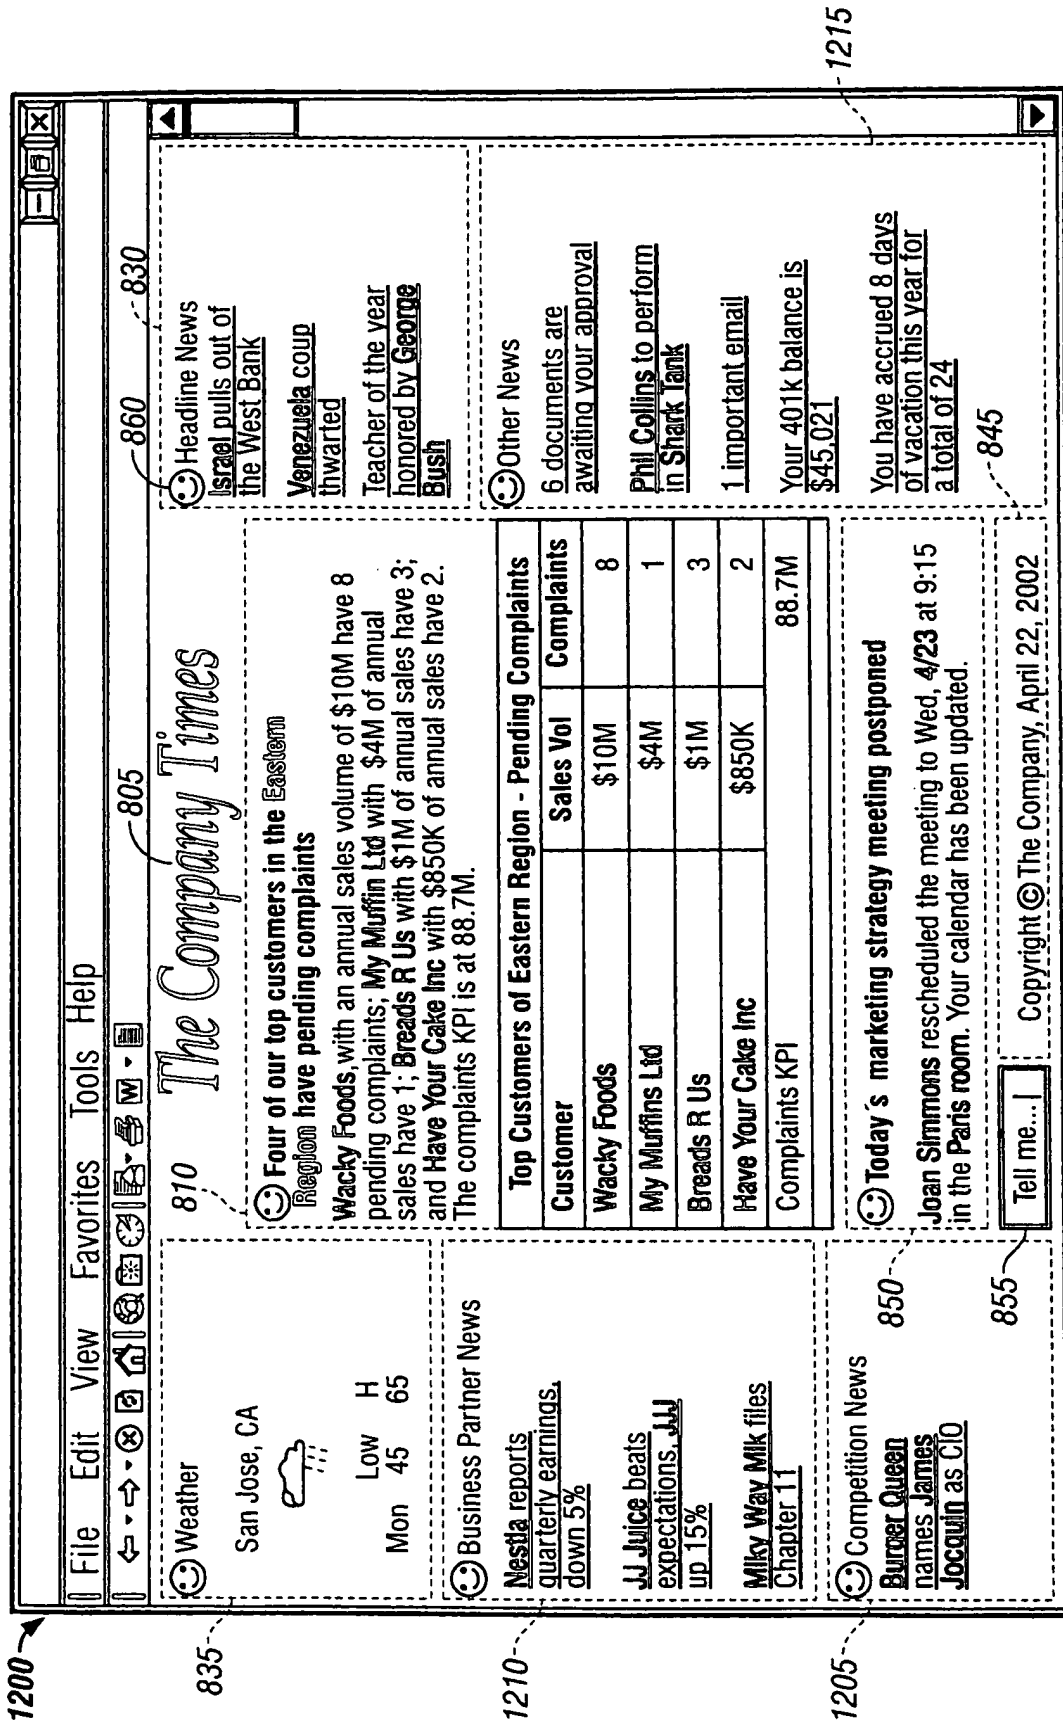 1200
File Edit View Favorites Tools Help
W
805
810
835
860
830
The Company Times
Weather
San Jose, CA
Low H
Mon 45 65
1210
Business Partner News
Nestla reports
quarterly earnings,
down 5%
JJ Juice beats
expectations, JJJ
up 15%
Milky Way Mlk files
Chapter 11
1205
Competition News
Burger Queen
names James
Jocquin as CIO
Four of our top customers in the Eastern
Region have pending complaints
Wacky Foods, with an annual sales volume of $10M have 8
pending complaints; My Muffin Ltd with $4M of annual
sales have 1; Breads R Us with $1M of annual sales have 3;
and Have Your Cake Inc with $850K of annual sales have 2.
The complaints KPI is at 88.7M.
Top Customers of Eastern Region - Pending Complaints
Customer Sales Vol Complaints
Wacky Foods $10M 8
My Muffins Ltd $4M 1
Breads R Us $1M 3
Have Your Cake Inc $850K 2
Complaints KPI 88.7M
Today´s marketing strategy meeting postponed
Joan Simmons rescheduled the meeting to Wed, 4/23 at 9:15
in the Paris room. Your calendar has been updated.
850
855
Tell me...|
Copyright © The Company, April 22, 2002
845
Headline News
Israel pulls out of
the West Bank
Venezuela coup
thwarted
Teacher of the year
honored by George
Bush
Other News
6 documents are
awaiting your approval
Phil Collins to perform
in Shark Tank
1 important email
Your 401k balance is
$45,021
You have accrued 8 days
of vacation this year for
a total of 24
1215